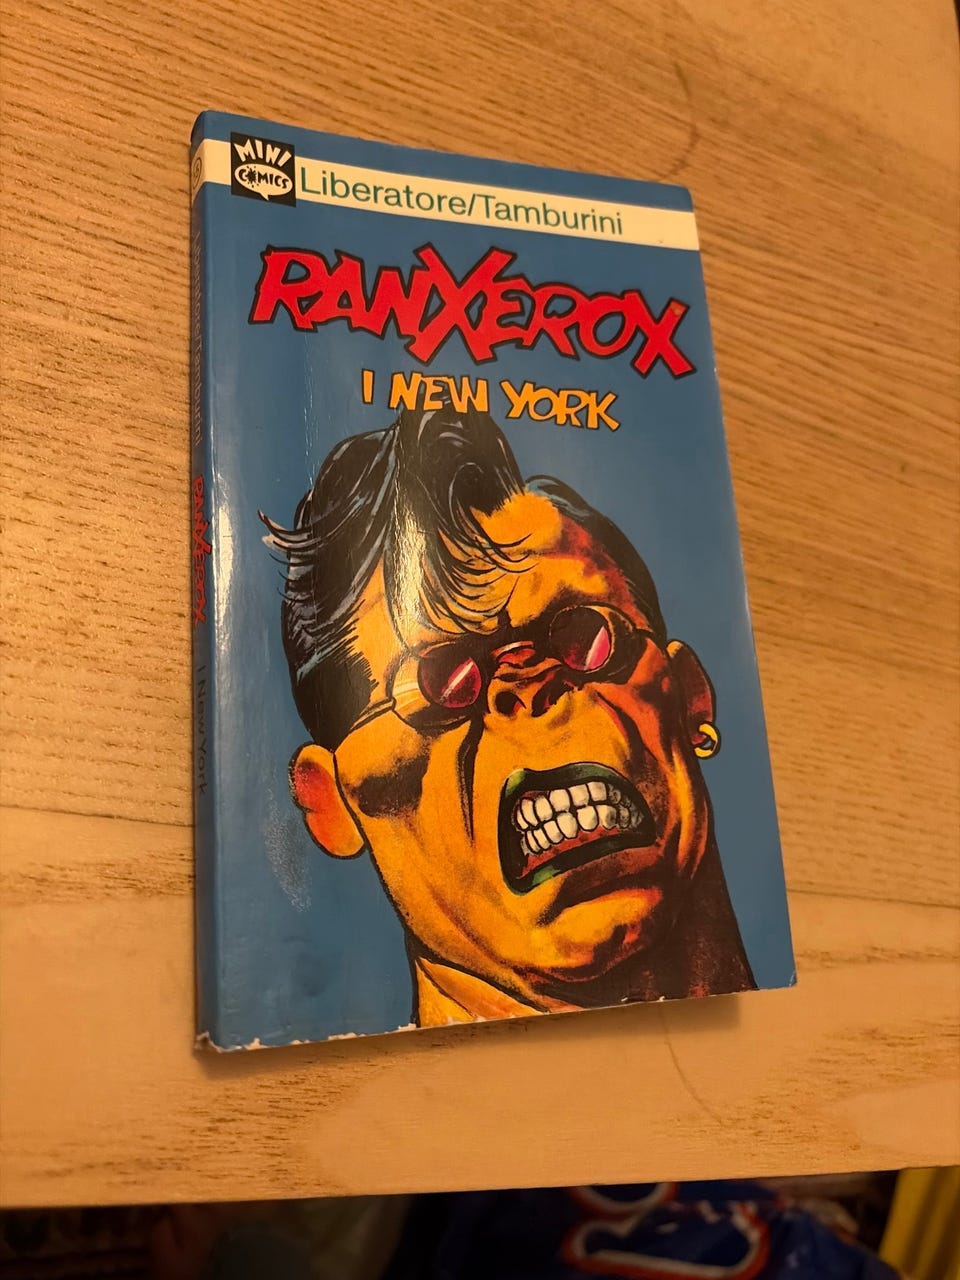 MINI
COMICS
Liberatore/Tamburini
RANXEROX
I NEW YORK
Liberatore/Tamburini
RANXEROX
I NEW YORK